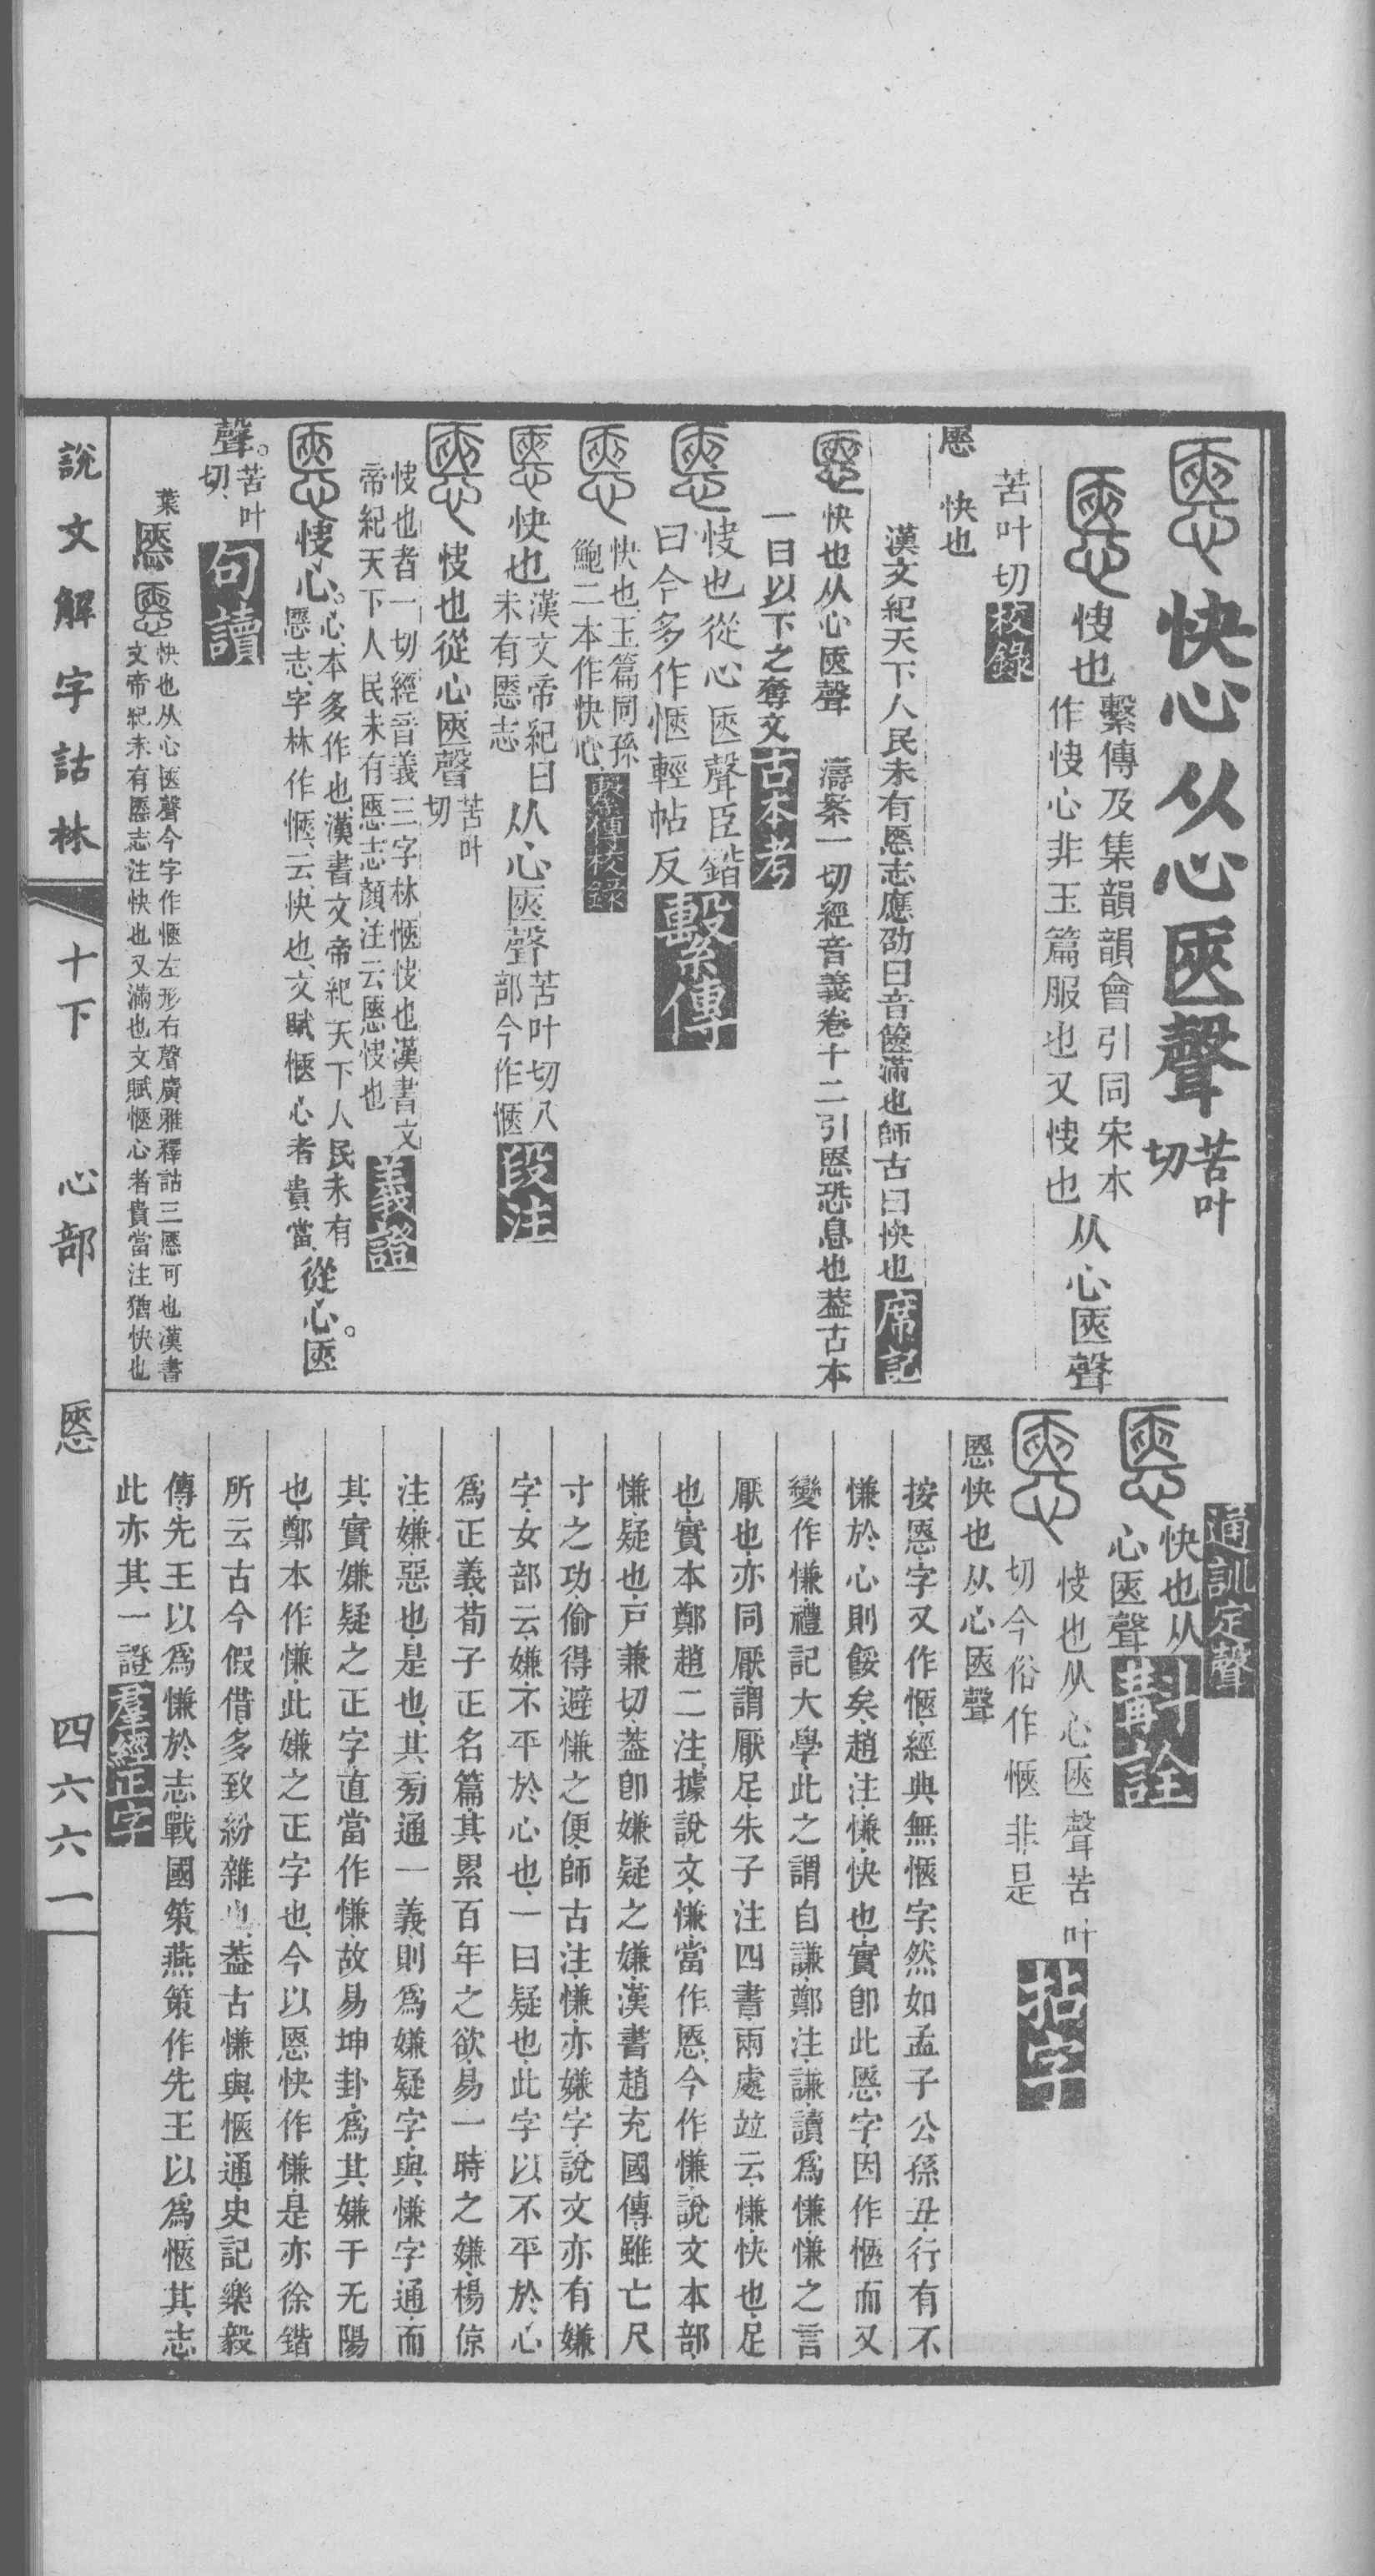 快心从心匧聲苦叶切
㥦也繫傳及集韻韻會引同宋本作㥦心非玉篇服也又㥦也从心匧聲
苦叶切校錄
愜 快也
漢文紀天下人民未有愜志應劭曰音篋滿也師古曰快也席記
快也从心匧聲 濤案一切經音義卷十二引愜恐息也葢古本
一曰以下之奪文古本考
㥦也從心匧聲臣鍇曰今多作愜輕帖反繫傳
快也玉篇同孫鮑二本作快心繫傳校錄
快也漢文帝紀曰未有愜志从心匧聲苦叶切八部今作愜段注
㥦也從心匧聲苦叶切
㥦也者一切經音義三字林愜㥦也漢書文帝紀天下人民未有愜志顏注云愜㥦也義證
㥦心。心本多作也漢書文帝紀天下人民未有愜志字林作愜云快也文賦愜心者貴當從心。匧
聲。苦叶切句讀
葉愜快也从心匧聲今字作愜左形右聲廣雅釋詁三愜可也漢書文帝紀未有愜志注快也又滿也文賦愜心者貴當注猶快也
通訓定聲
快也从心匧聲斠詮
㥦也从心匧聲苦叶切今俗作愜非是拈字
愜快也从心匧聲
按愜字又作愜經典無愜字然如孟子公孫丑行有不
慊於心則餒矣趙注慊快也實卽此愜字因作愜而又
變作慊禮記大學此之謂自謙鄭注謙讀爲慊慊之言
厭也亦同厭謂厭足朱子注四書兩處竝云慊快也足
也實本鄭趙二注據說文慊當作愜今作慊說文本部
慊疑也戶兼切葢卽嫌疑之嫌漢書趙充國傳雖亡尺
寸之功偷得避慊之便師古注慊亦嫌字說文亦有嫌
字女部云嫌不平於心也一曰疑也此字以不平於心
爲正義荀子正名篇其累百年之欲易一時之嫌楊倞
注嫌惡也是也其㫄通一義則爲嫌疑字與慊字通而
其實嫌疑之正字直當作慊故易坤卦爲其嫌于无陽
也鄭本作慊此嫌之正字也今以愜快作慊是亦徐鍇
所云古今假借多致紛雜也葢古慊與愜通史記樂毅
傳先王以爲慊於志戰國策燕策作先王以爲愜其志
此亦其一證羣經正字
說文解字詁林 十下 心部 愜 四六六一